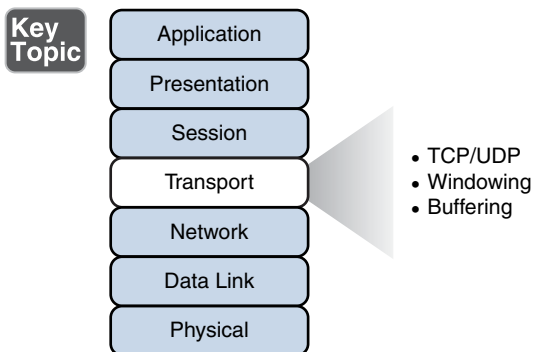 Key
Topic
Application
Presentation
Session
Transport
Network
Data Link
Physical
• TCP/UDP
• Windowing
• Buffering